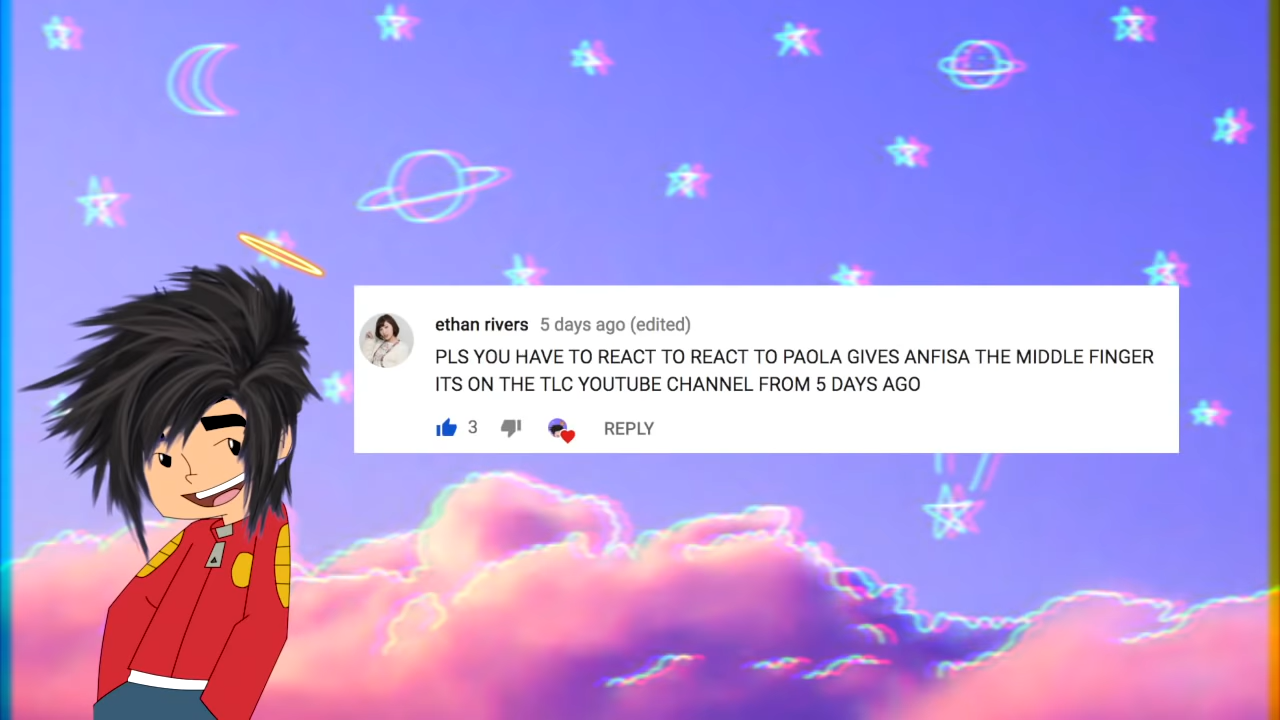 ethan rivers 5 days ago (edited)
PLS YOU HAVE TO REACT TO REACT TO PAOLA GIVES ANFISA THE MIDDLE FINGER
ITS ON THE TLC YOUTUBE CHANNEL FROM 5 DAYS AGO
3 REPLY